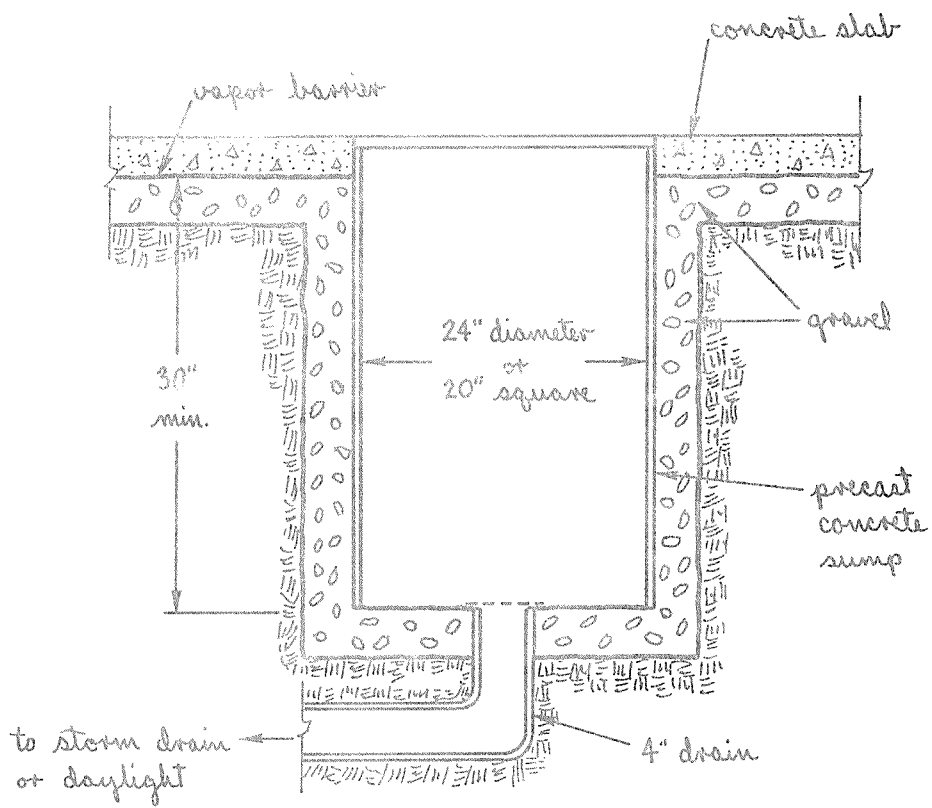 concrete slab
vapor barrier
24" diameter
or
20" square
gravel
30"
min.
precast
concrete
sump
to storm drain
or daylight
4" drain